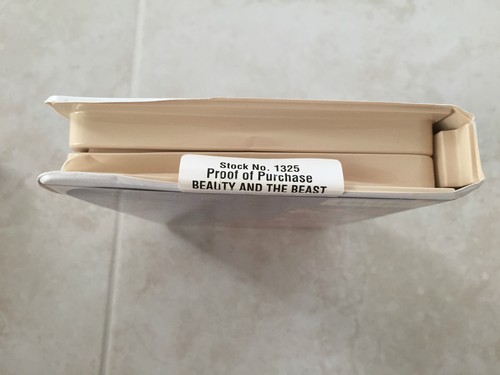 Stock No. 1325
Proof of Purchase
BEAUTY AND THE BEAST